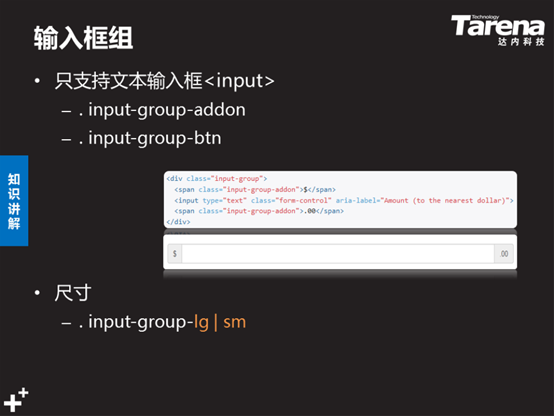 输入框组
Technology
Tarena
达内科技
• 只支持文本输入框<input>
– . input-group-addon
– . input-group-btn
知识讲解
<div class="input-group">
<span class="input-group-addon">$</span>
<input type="text" class="form-control" aria-label="Amount (to the nearest dollar)">
<span class="input-group-addon">.00</span>
</div>
$
.00
• 尺寸
– . input-group-lg | sm